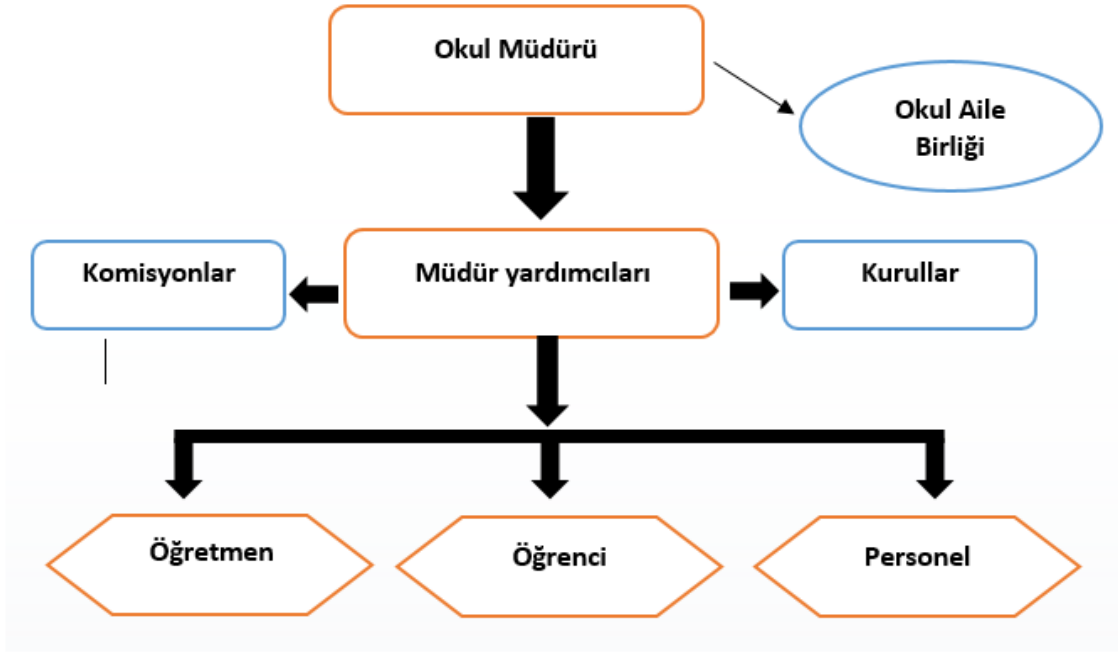 Okul Müdürü
Okul Aile
Birliği
Komisyonlar
Müdür yardımcıları
Kurullar
Öğretmen
Öğrenci
Personel